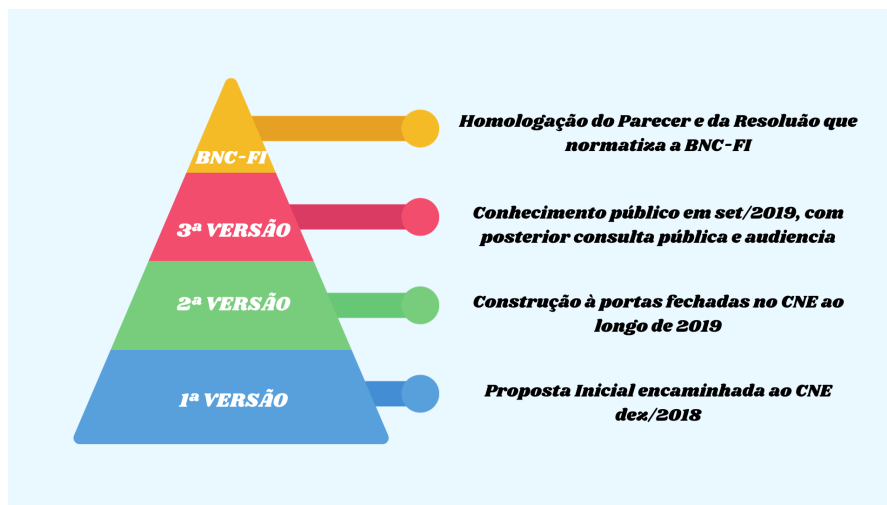 BNC-FI
Homologação do Parecer e da Resoluão que
normatiza a BNC-FI
3ª VERSÃO
Conhecimento público em set/2019, com
posterior consulta pública e audiencia
2ª VERSÃO
Construção à portas fechadas no CNE ao
longo de 2019
1ª VERSÃO
Proposta Inicial encaminhada ao CNE
dez/2018